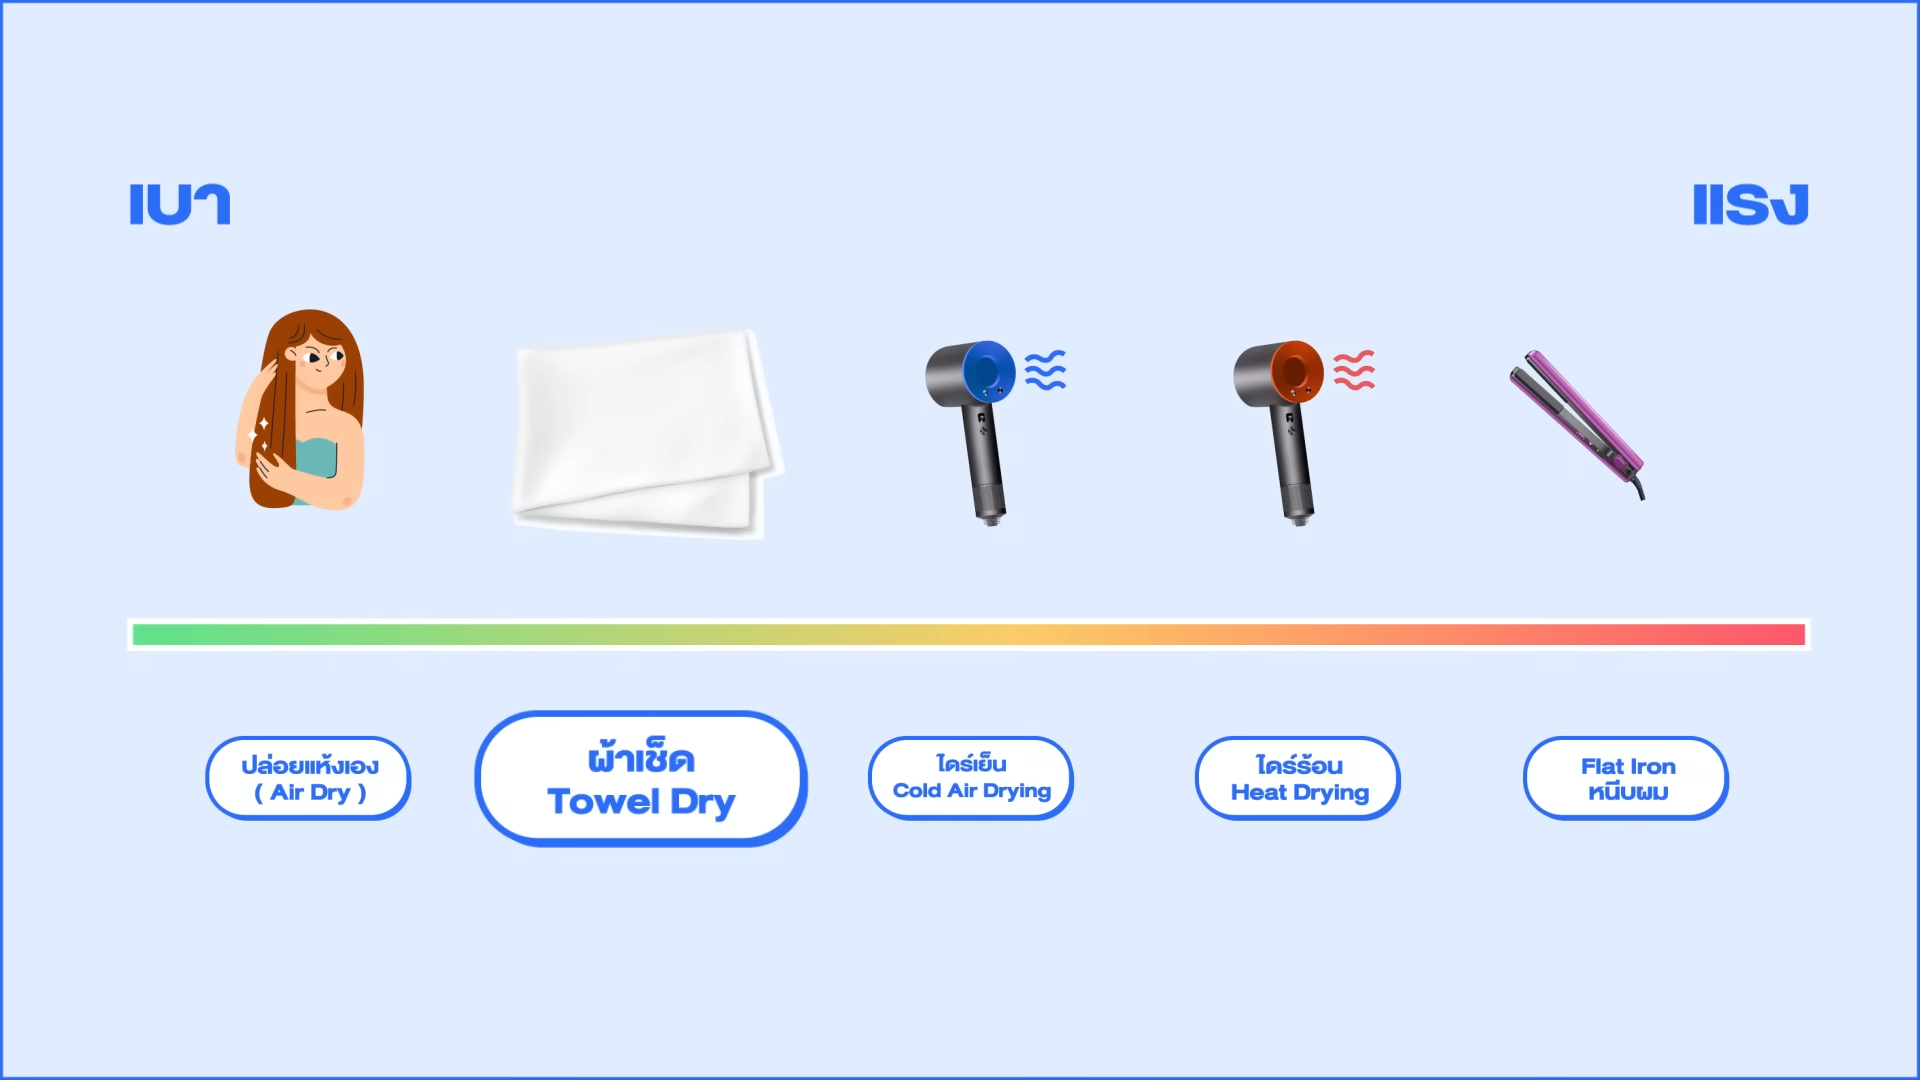 เบา
แรง
ปล่อยแห้งเอง
( Air Dry )
ผ้าเช็ด
Towel Dry
ไดร์เย็น
Cold Air Drying
ไดร์ร้อน
Heat Drying
Flat Iron
หนีบผม